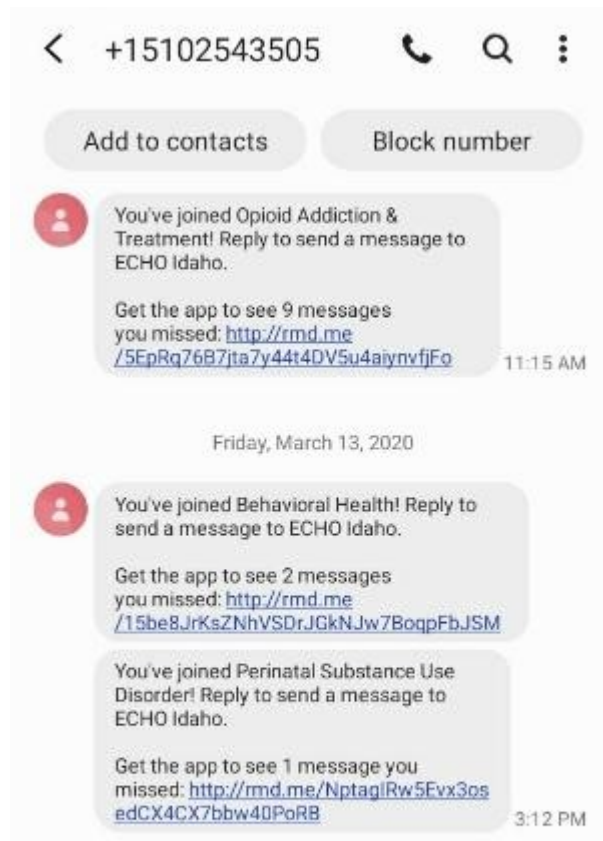 +15102543505
Add to contacts
Block number
You've joined Opioid Addiction &
Treatment! Reply to send a message to
ECHO Idaho.
Get the app to see 9 messages
you missed: http://rmd.me
/5EpRq76B7jta7y44t4DV5u4aiynvfjFo
11:15 AM
Friday, March 13, 2020
You've joined Behavioral Health! Reply to
send a message to ECHO Idaho.
Get the app to see 2 messages
you missed: http://rmd.me
/15be8JrKsZNhVSDrJGkNJw7BoqpFbJSM
You've joined Perinatal Substance Use
Disorder! Reply to send a message to
ECHO Idaho.
Get the app to see 1 message you
missed: http://rmd.me/NptaglRw5Evx3os
edCX4CX7bbw40PoRB
3:12 PM